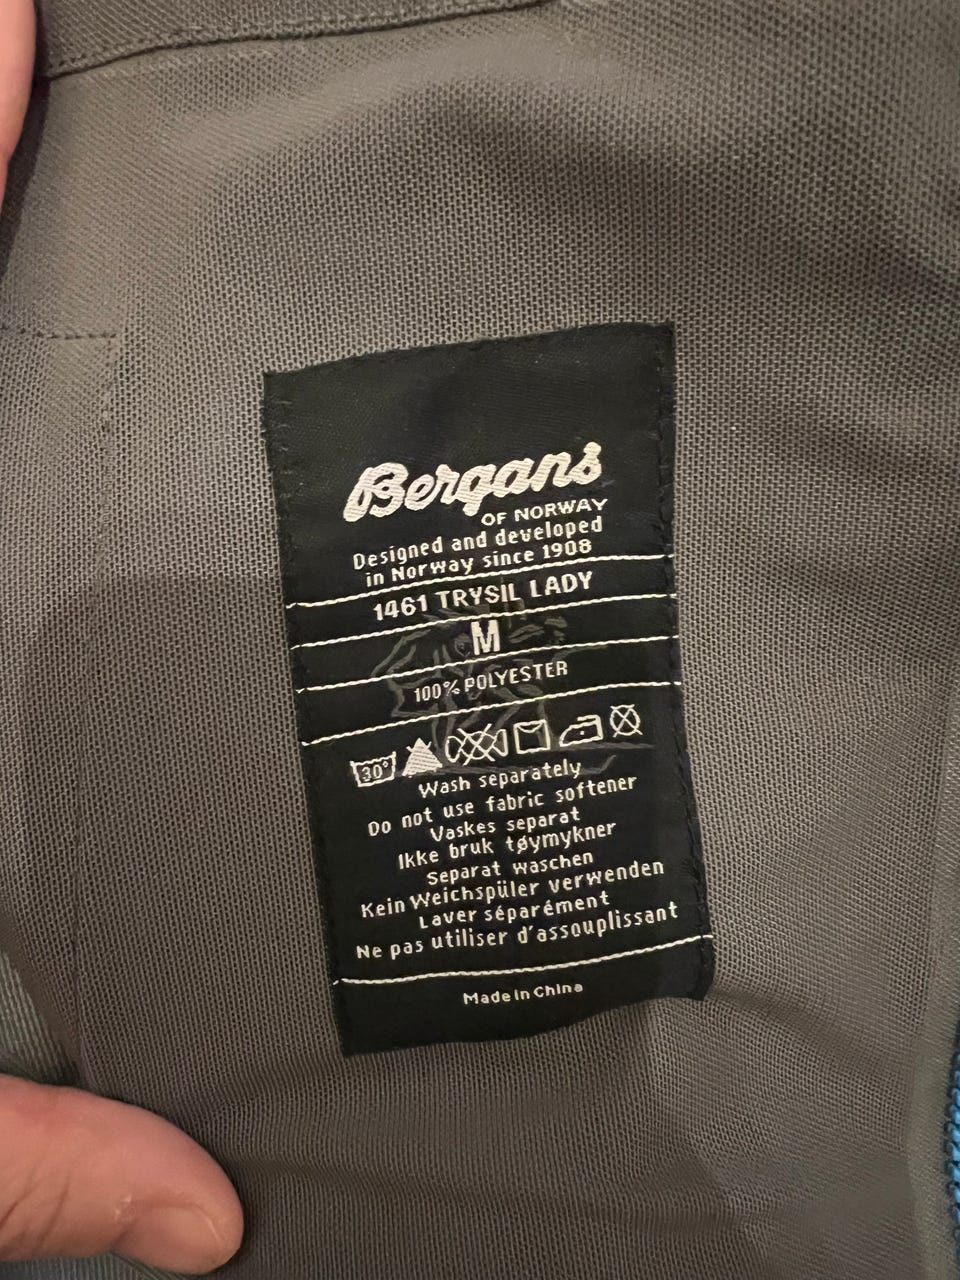 Bergans
OF NORWAY
Designed and developed
in Norway since 1908
1461 TRYSIL LADY
M
100% POLYESTER
30°
Wash separately
Do not use fabric softener
Vaskes separat
Ikke bruk tøymykner
Separat waschen
Kein Weichspüler verwenden
Laver séparément
Ne pas utiliser d'assouplissant
Made in China